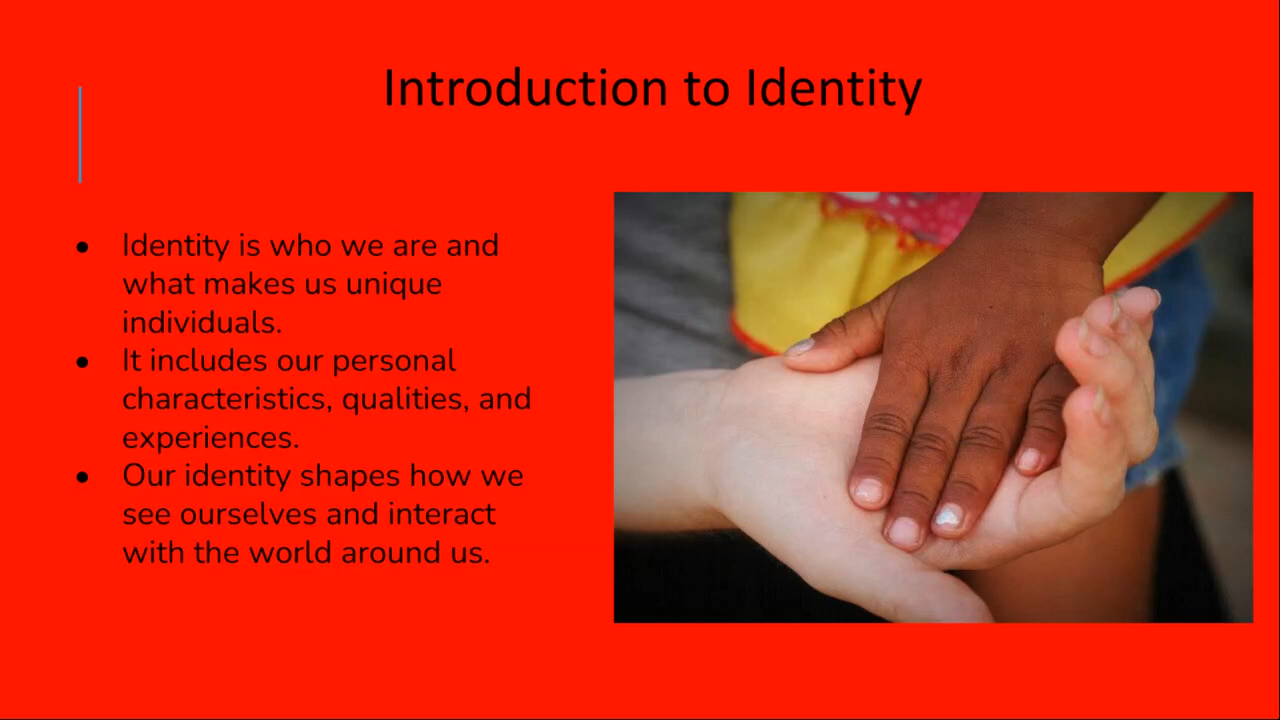 Introduction to Identity
● Identity is who we are and
what makes us unique
individuals.
● It includes our personal
characteristics, qualities, and
experiences.
● Our identity shapes how we
see ourselves and interact
with the world around us.